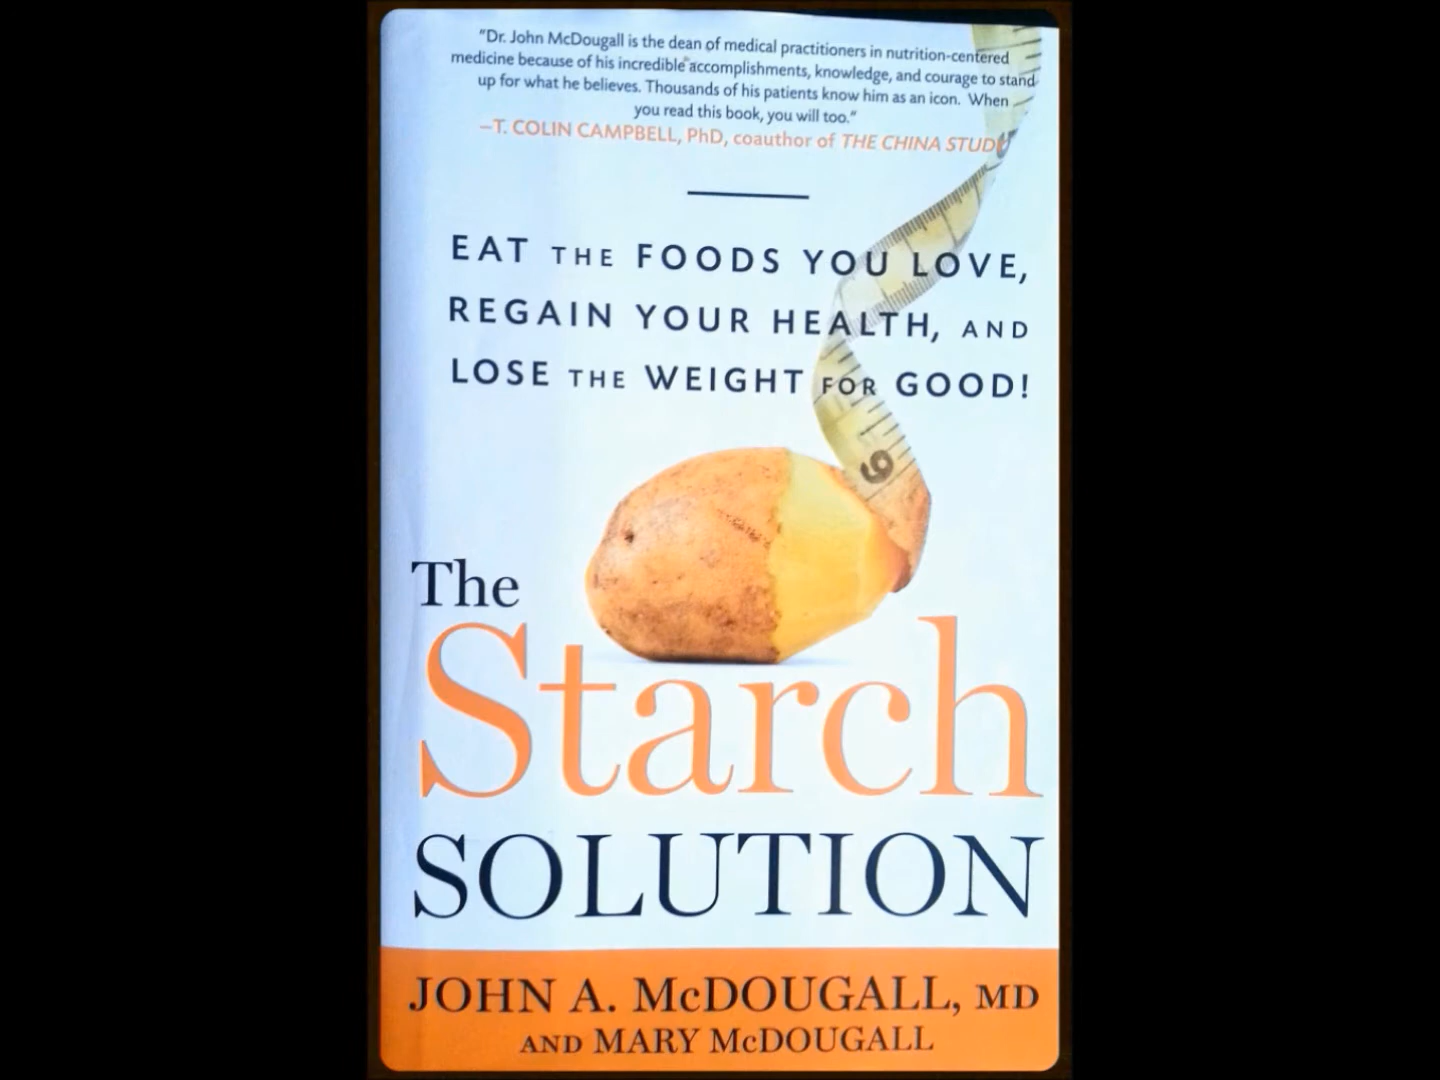 "Dr. John McDougall is the dean of medical practitioners in nutrition-centered
medicine because of his incredible accomplishments, knowledge, and courage to stand
up for what he believes. Thousands of his patients know him as an icon. When
you read this book, you will too."
—T. COLIN CAMPBELL, PhD, coauthor of THE CHINA STUDY
EAT THE FOODS YOU LOVE,
REGAIN YOUR HEALTH, AND
LOSE THE WEIGHT FOR GOOD!
9
The
Starch
SOLUTION
JOHN A. McDOUGALL, MD
AND MARY McDOUGALL